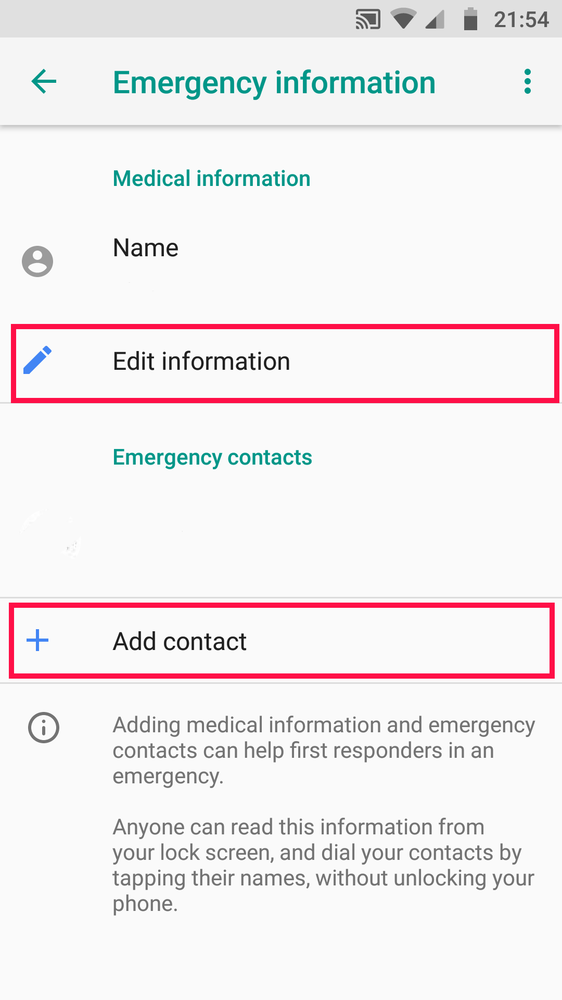 21:54
Emergency information
Medical information
Name
Edit information
Emergency contacts
Add contact
Adding medical information and emergency
contacts can help first responders in an
emergency.
Anyone can read this information from
your lock screen, and dial your contacts by
tapping their names, without unlocking your
phone.